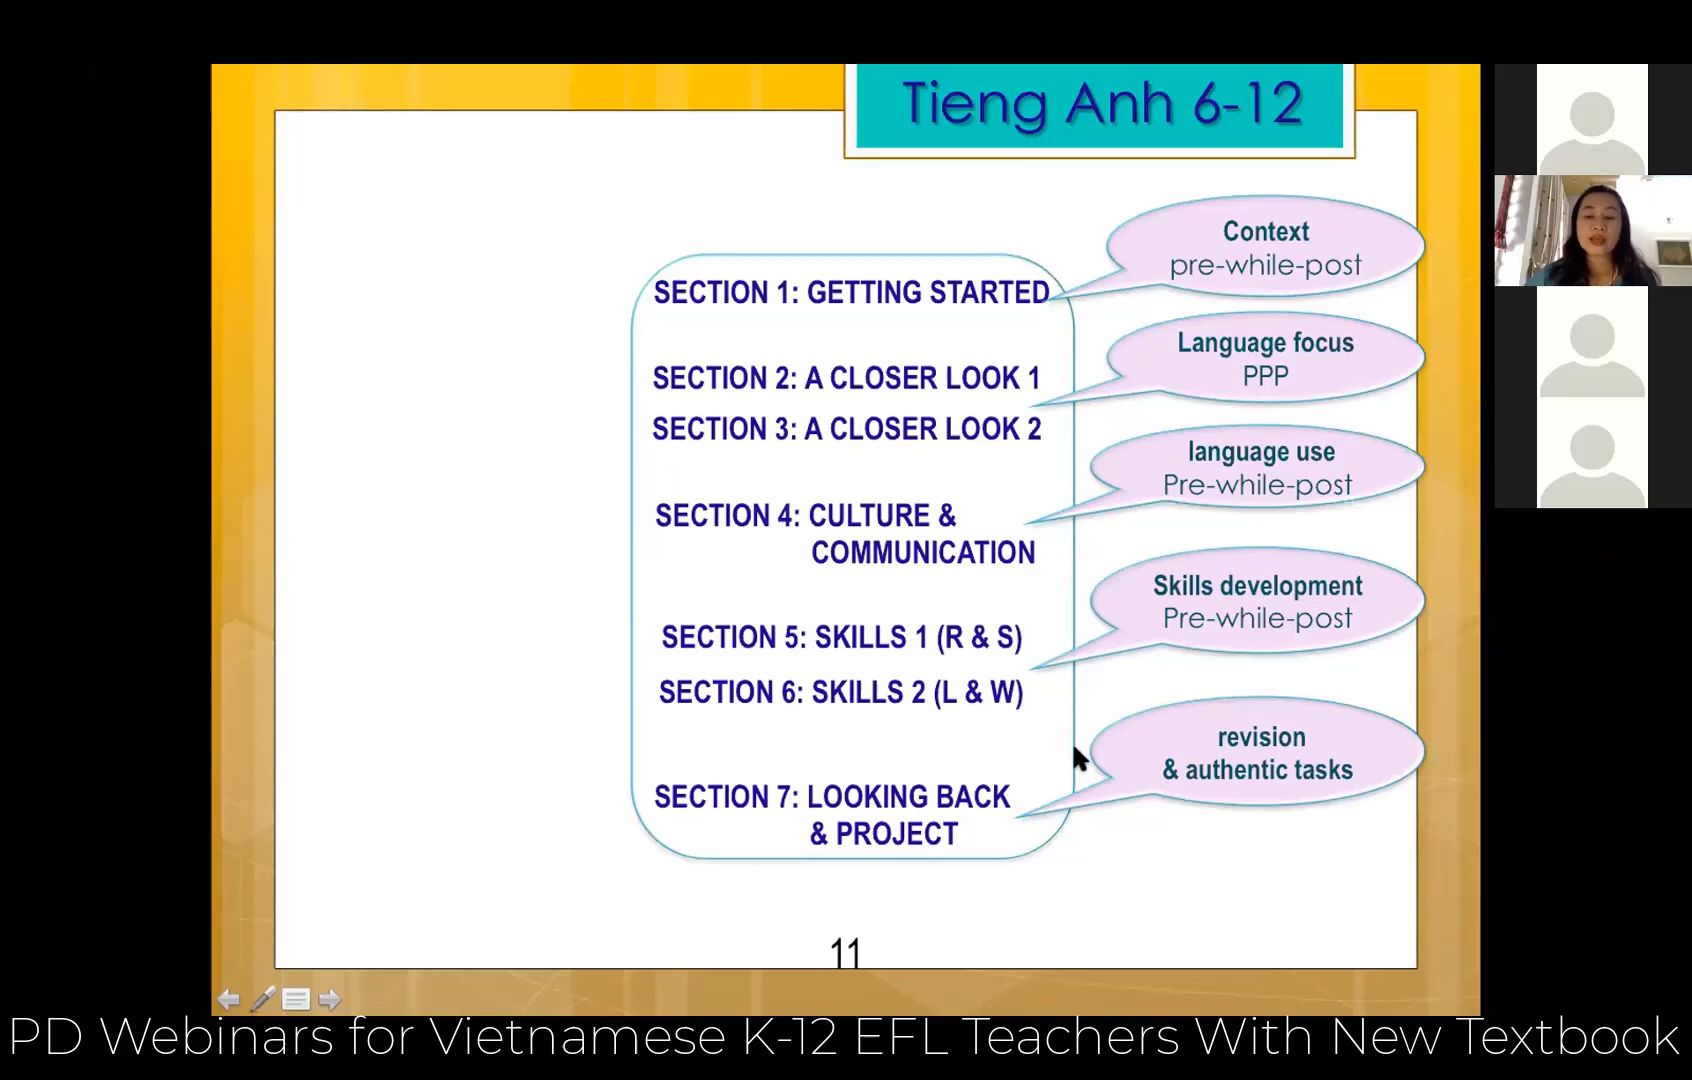 Tieng Anh 6-12
SECTION 1: GETTING STARTED
Context
pre-while-post
SECTION 2: A CLOSER LOOK 1
SECTION 3: A CLOSER LOOK 2
Language focus
PPP
SECTION 4: CULTURE &
COMMUNICATION
language use
Pre-while-post
SECTION 5: SKILLS 1 (R & S)
SECTION 6: SKILLS 2 (L & W)
Skills development
Pre-while-post
SECTION 7: LOOKING BACK
& PROJECT
revision
& authentic tasks
11
PD Webinars for Vietnamese K-12 EFL Teachers With New Textbook